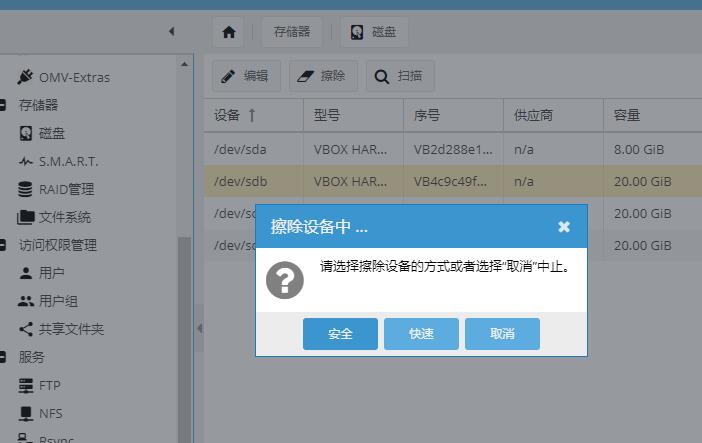 存储器
磁盘
OMV-Extras
存储器
磁盘
S.M.A.R.T.
RAID管理
文件系统
访问权限管理
用户
用户组
共享文件夹
服务
FTP
NFS
Rsync
编辑
擦除
扫描
设备 型号 序号 供应商 容量
/dev/sda VBOX HAR... VB2d288e1... n/a 8.00 GiB
/dev/sdb VBOX HAR... VB4c9c49f... n/a 20.00 GiB
20.00 GiB
20.00 GiB
擦除设备中 ...
请选择擦除设备的方式或者选择“取消”中止。
安全
快速
取消